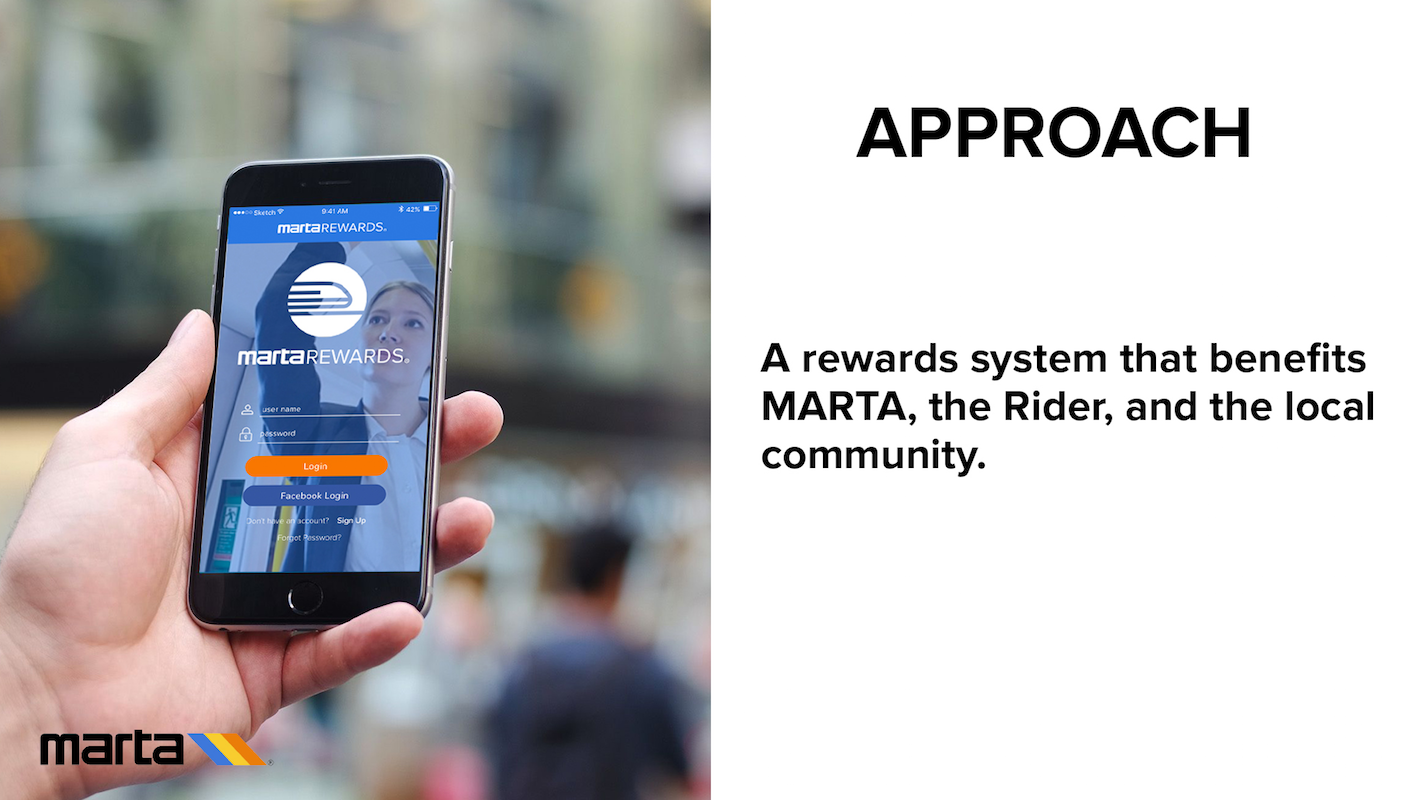 Sketch 9:41 AM 42%
martaREWARDS®
martaREWARDS®
user name
password
Login
Facebook Login
Don't have an account? Sign Up
Forgot Password?
marta®
APPROACH
A rewards system that benefits
MARTA, the Rider, and the local
community.